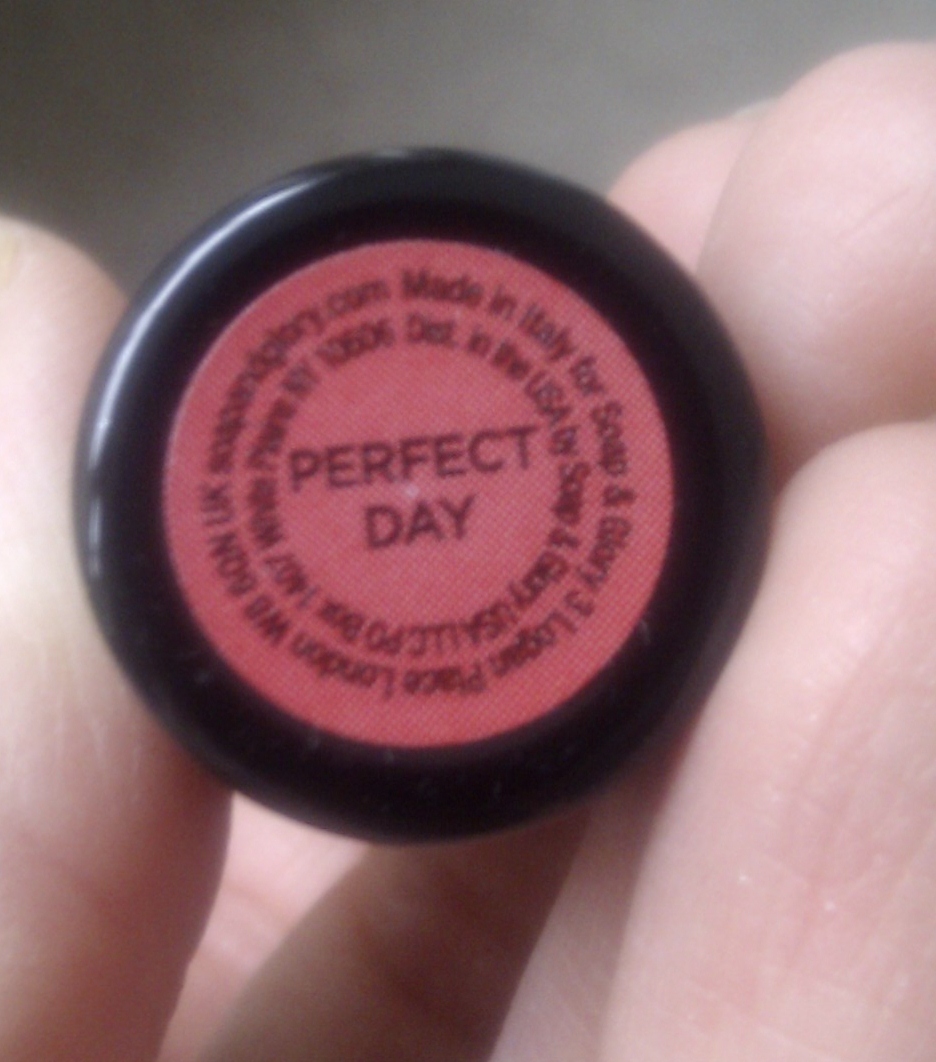 Made in Italy for Soap & Glory 3 Logan Place London W8 6QN UK soapandglory.com
Dist. in the USA by Soap & Glory USA LLC PO Box 1407 White Plains NY 10606
PERFECT
DAY